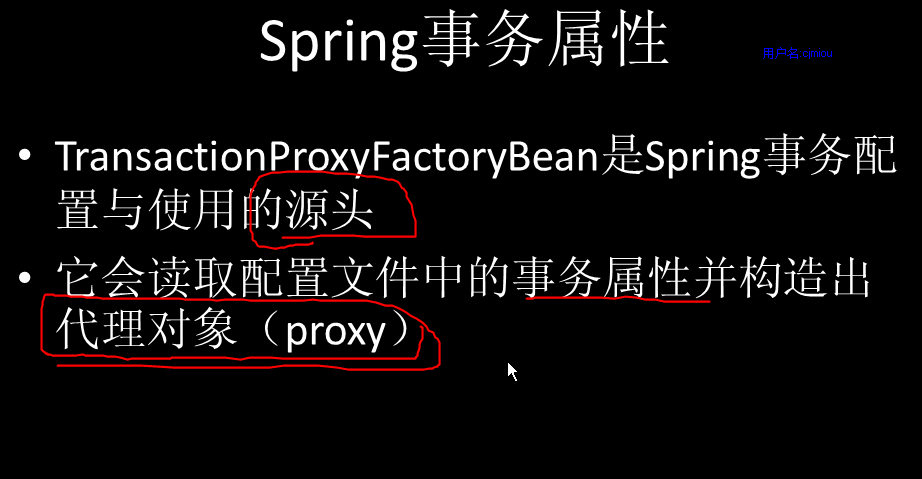 Spring事务属性
用户名:cimiou
• TransactionProxyFactoryBean是Spring事务配
置与使用的源头
• 它会读取配置文件中的事务属性并构造出
代理对象（proxy）